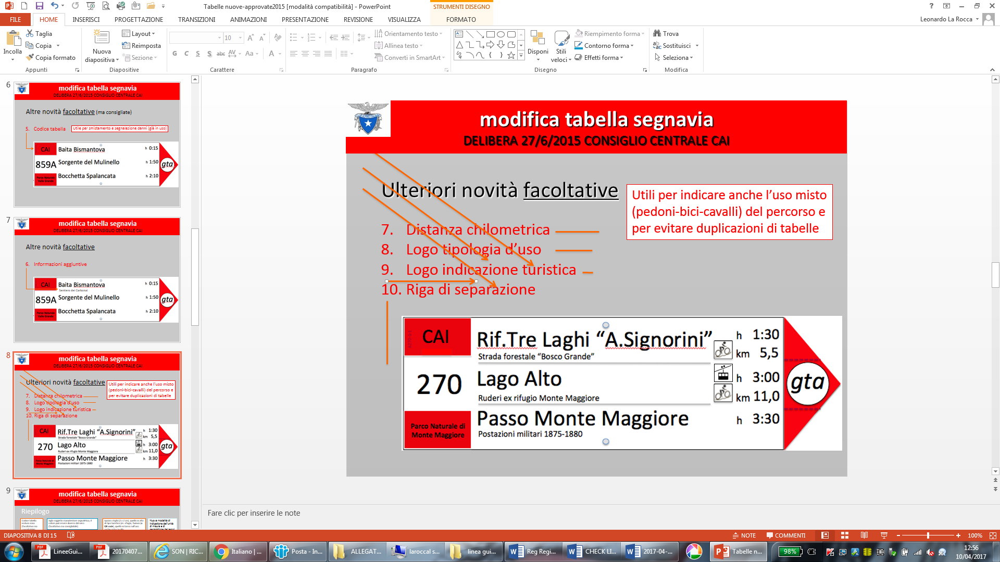 Tabelle nuove-approvate2015 [modalità compatibilità] - PowerPoint
STRUMENTI DISEGNO
FILE
HOME
INSERISCI
PROGETTAZIONE
TRANSIZIONI
ANIMAZIONI
PRESENTAZIONE
REVISIONE
VISUALIZZA
FORMATO
Leonardo La Rocca
Incolla
Taglia
Copia
Copia formato
Appunti
Nuova
diapositiva
Layout
Reimposta
Sezione
Diapositive
10
G C S S abc AV Aa A
Carattere
Orientamento testo
Allinea testo
Converti in SmartArt
Paragrafo
Disponi
Stili
veloci
Riempimento forma
Contorno forma
Effetti forma
Disegno
Trova
Sostituisci
Seleziona
Modifica
6
modifica tabella segnavia
DELIBERA 27/6/2015 CONSIGLIO CENTRALE CAI
Altre novità facoltative (ma consigliate)
5. Codice tabella
Utile per smistamento e segnalazione danni (già in uso)
CAI
Baita Bismantova
h 0:15
859A
Sorgente del Mulinello
h 1:50
gta
Parco Naturale
Valle Grande
Bocchetta Spalancata
h 2:10
7
modifica tabella segnavia
DELIBERA 27/6/2015 CONSIGLIO CENTRALE CAI
Altre novità facoltative
6. Informazioni aggiuntive
CAI
Baita Bismantova
h 0:15
Sentiero dei Carbonai
859A
Sorgente del Mulinello
h 1:50
gta
Parco Naturale
Valle Grande
Bocchetta Spalancata
h 2:10
8
modifica tabella segnavia
DELIBERA 27/6/2015 CONSIGLIO CENTRALE CAI
Ulteriori novità facoltative
Utili per indicare anche l'uso misto
(pedoni-bici-cavalli) del percorso e
per evitare duplicazioni di tabelle
7. Distanza chilometrica
8. Logo tipologia d'uso
9. Logo indicazione turistica
10. Riga di separazione
CAI
Rif.Tre Laghi “A.Signorini”
h 1:30
Strada forestale "Bosco Grande"
km 5,5
270
Lago Alto
h 3:00
gta
Ruderi ex rifugio Monte Maggiore
km 11,0
Parco Naturale di
Monte Maggiore
Passo Monte Maggiore
h 3:30
Postazioni militari 1875-1880
9
modifica tabella segnavia
DELIBERA 27/6/2015 CONSIGLIO CENTRALE CAI
Riepilogo
modifica tabella segnavia
DELIBERA 27/6/2015 CONSIGLIO CENTRALE CAI
Ulteriori novità facoltative
Utili per indicare anche l’uso misto
(pedoni-bici-cavalli) del percorso e
per evitare duplicazioni di tabelle
7. Distanza chilometrica
8. Logo tipologia d’uso
9. Logo indicazione turistica
10. Riga di separazione
CAI
Rif.Tre Laghi “A.Signorini”
h 1:30
Strada forestale “Bosco Grande”
km 5,5
270
Lago Alto
h 3:00
gta
Ruderi ex rifugio Monte Maggiore
km 11,0
Parco Naturale di
Monte Maggiore
Passo Monte Maggiore
h 3:30
Postazioni militari 1875-1880
Fare clic per inserire le note
DIAPOSITIVA 8 DI 15
NOTE
COMMENTI
100%
LineeGui...
20170407...
SON | RIC...
Italiano | ...
Posta - In...
ALLEGAT...
laroccal s...
linea gui...
Reg Regi...
CHECK LI...
2017-04-...
Tabelle n...
98%
12:56
10/04/2017